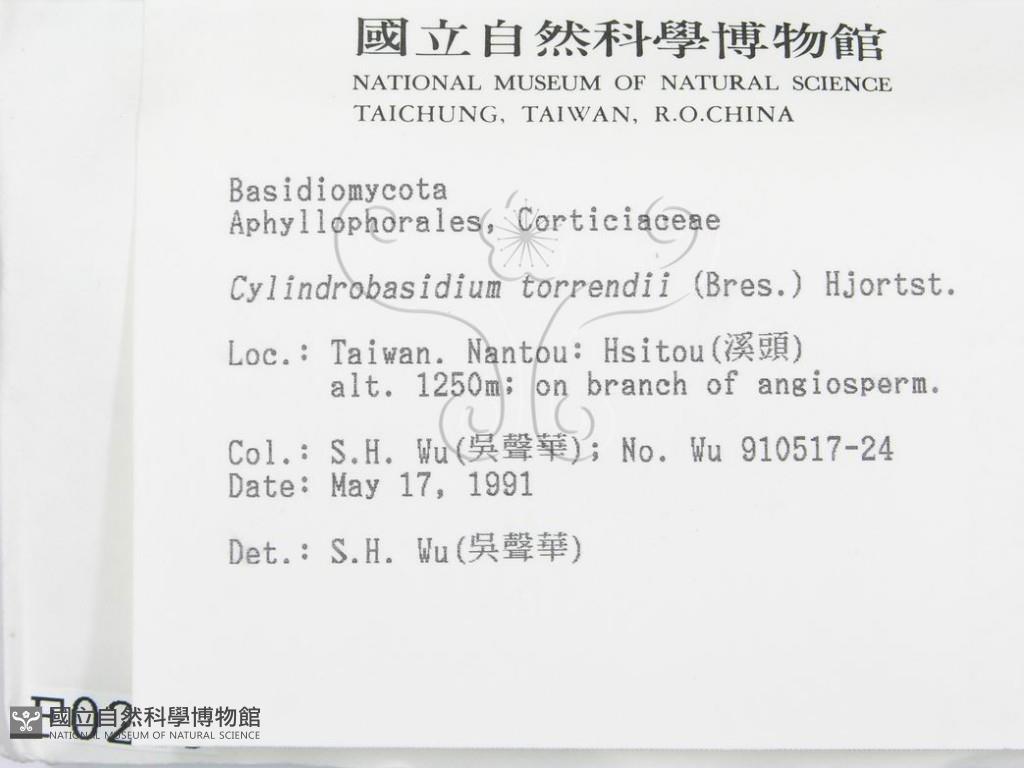 國立自然科學博物館
NATIONAL MUSEUM OF NATURAL SCIENCE
TAICHUNG, TAIWAN, R.O.CHINA
Basidiomycota
Aphyllophorales, Corticiaceae
Cylindrobasidium torrendii (Bres.) Hjortst.
Loc.: Taiwan. Nantou: Hsitou(溪頭)
alt. 1250m; on branch of angiosperm.
Col.: S.H. Wu(吳聲華); No. Wu 910517-24
Date: May 17, 1991
Det.: S.H. Wu(吳聲華)
國立自然科學博物館
NATIONAL MUSEUM OF NATURAL SCIENCE